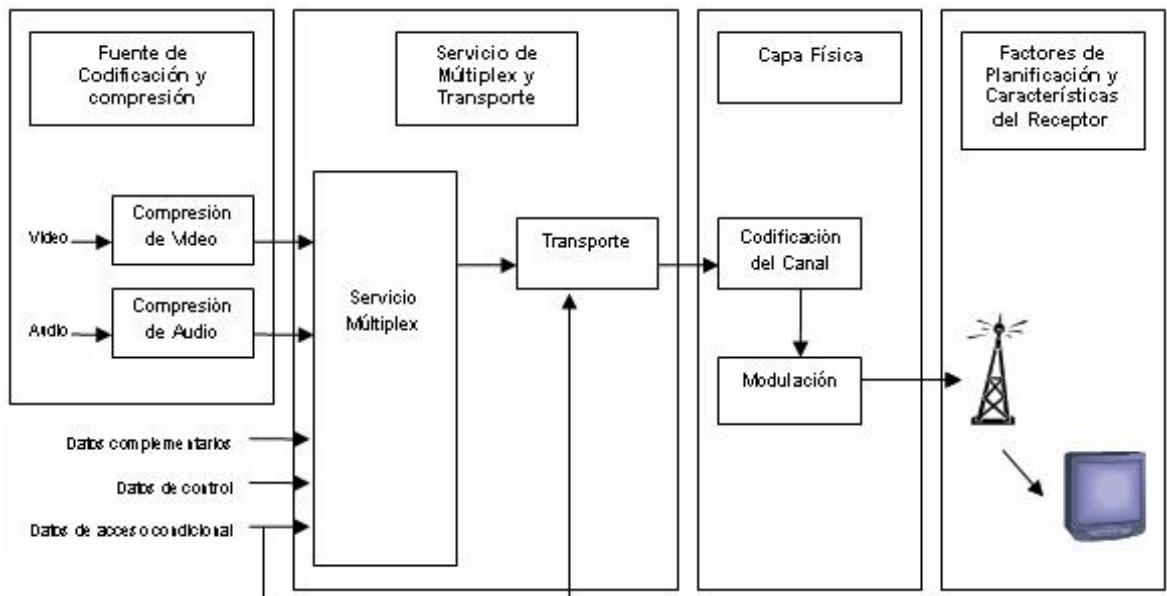 Fuente de
Codificación y
compresión
Servicio de
Múltiplex y
Transporte
Capa Física
Factores de
Planificación y
Características
del Receptor
Video
Compresión
de Video
Audio
Compresión
de Audio
Servicio
Múltiplex
Transporte
Codificación
del Canal
Modulación
Datos complementarios
Datos de control
Datos de acceso condicional